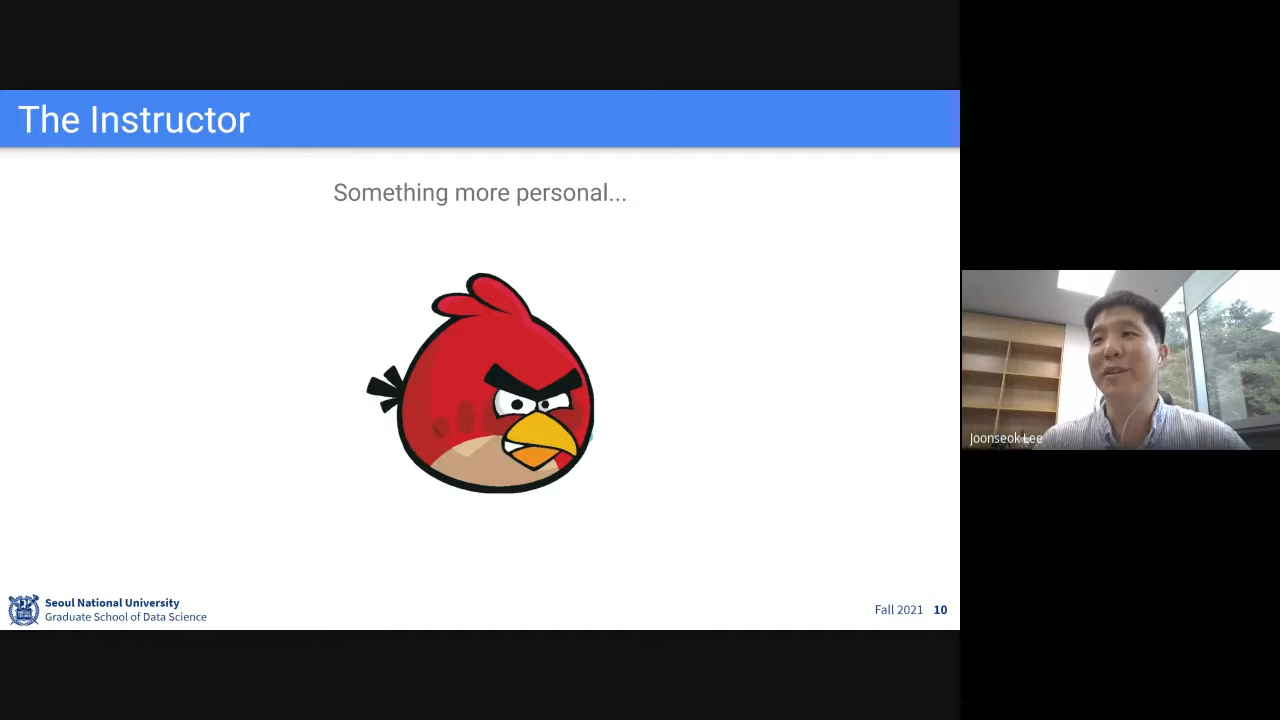 The Instructor
Something more personal...
Joonseok Lee
Seoul National University
Graduate School of Data Science
Fall 2021 10